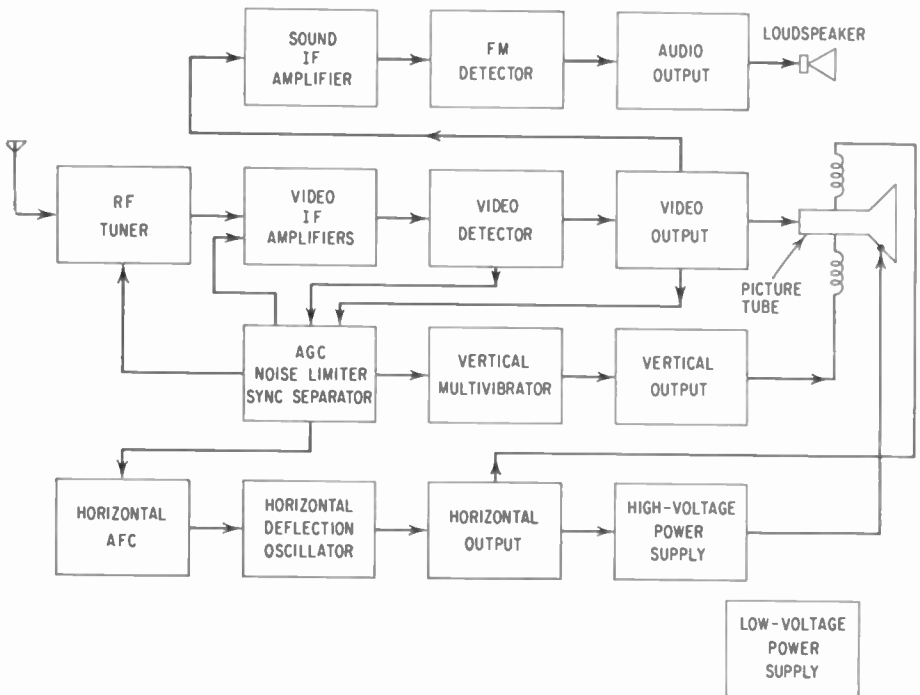 SOUND
IF
AMPLIFIER
FM
DETECTOR
AUDIO
OUTPUT
LOUDSPEAKER
RF
TUNER
VIDEO
IF
AMPLIFIERS
VIDEO
DETECTOR
VIDEO
OUTPUT
PICTURE
TUBE
AGC
NOISE LIMITER
SYNC SEPARATOR
VERTICAL
MULTIVIBRATOR
VERTICAL
OUTPUT
HORIZONTAL
AFC
HORIZONTAL
DEFLECTION
OSCILLATOR
HORIZONTAL
OUTPUT
HIGH-VOLTAGE
POWER
SUPPLY
LOW-VOLTAGE
POWER
SUPPLY